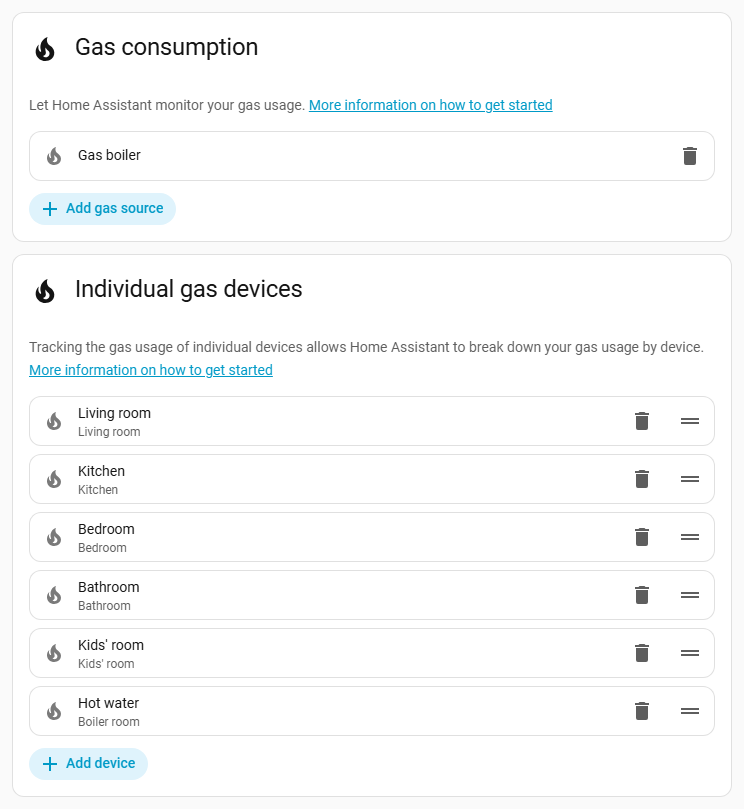 Gas consumption
Let Home Assistant monitor your gas usage. More information on how to get started
Gas boiler
Add gas source
Individual gas devices
Tracking the gas usage of individual devices allows Home Assistant to break down your gas usage by device.
More information on how to get started
Living room
Living room
Kitchen
Kitchen
Bedroom
Bedroom
Bathroom
Bathroom
Kids' room
Kids' room
Hot water
Boiler room
Add device